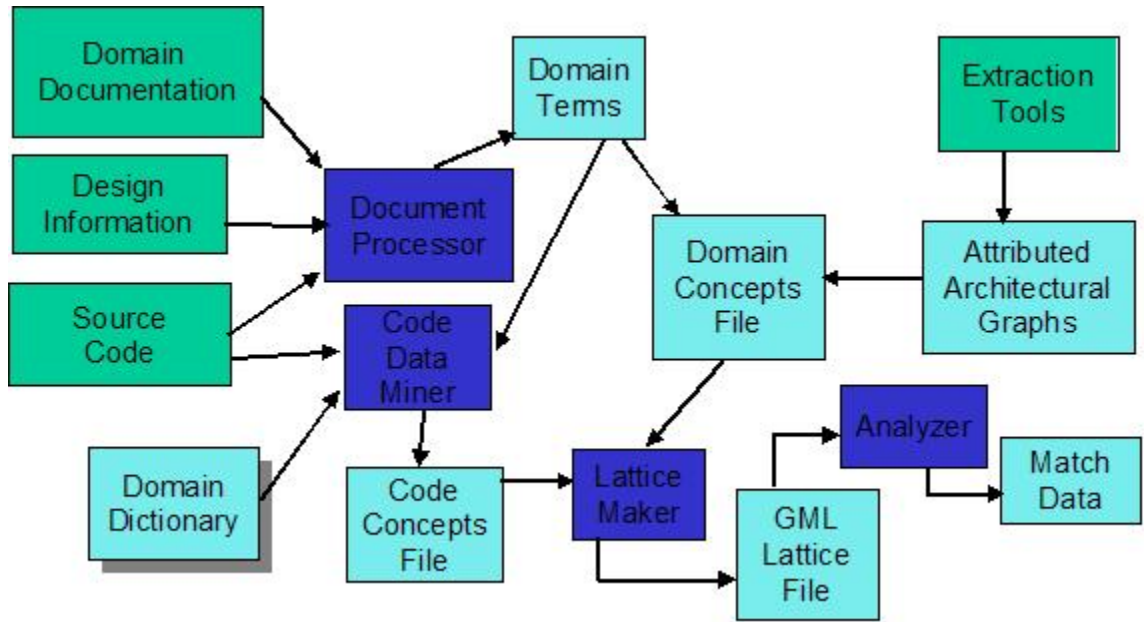 Domain
Documentation
Domain
Terms
Extraction
Tools
Design
Information
Document
Processor
Domain
Concepts
File
Attributed
Architectural
Graphs
Source
Code
Code
Data
Miner
Analyzer
Match
Data
Domain
Dictionary
Code
Concepts
File
Lattice
Maker
GML
Lattice
File